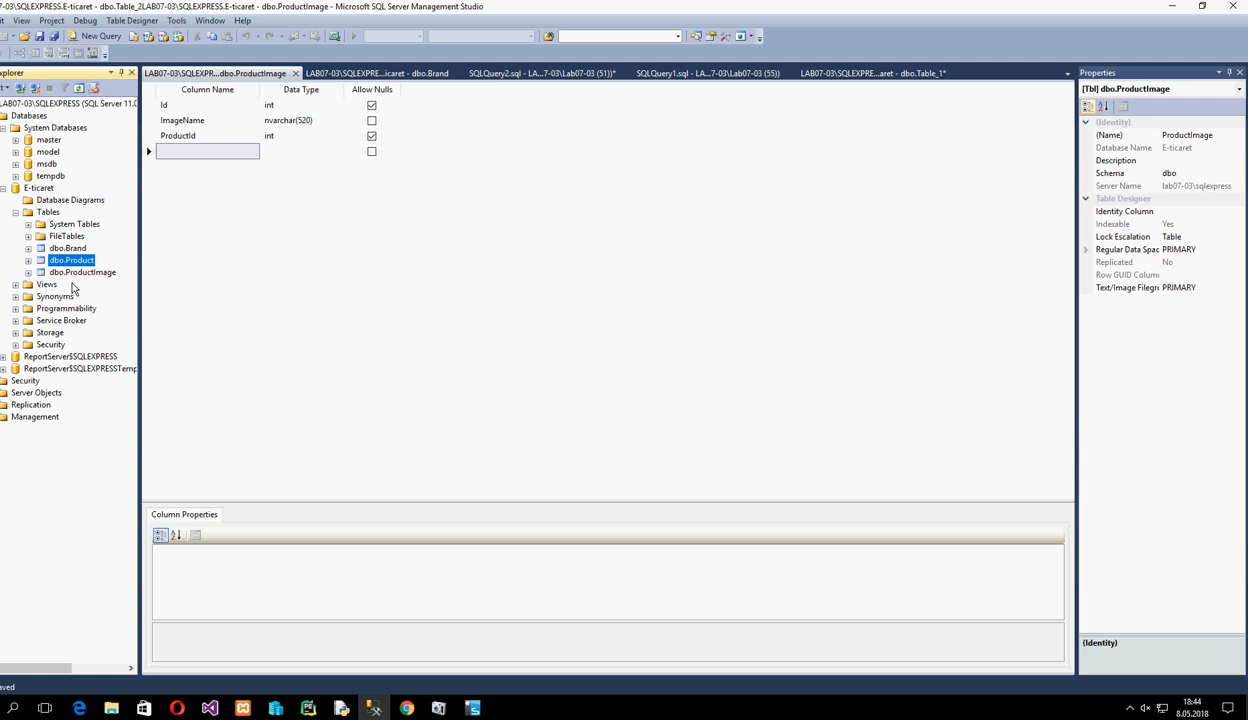 7-03\SQLEXPRESS.E-ticaret - dbo.Table_2LAB07-03\SQLEXPRESS.E-ticaret - dbo.ProductImage - Microsoft SQL Server Management Studio
it View Project Debug Table Designer Tools Window Help
New Query
xplorer
LAB07-03\SQLEXPR...dbo.ProductImage
LAB07-03\SQLEXPRE...icaret - dbo.Brand
SQLQuery2.sql - LA...7-03\Lab07-03 (51))*
SQLQuery1.sql - LA...7-03\Lab07-03 (55))
LAB07-03\SQLEXPRE...aret - dbo.Table_1*
LAB07-03\SQLEXPRESS (SQL Server 11.0
Databases
System Databases
master
model
msdb
tempdb
E-ticaret
Database Diagrams
Tables
System Tables
FileTables
dbo.Brand
dbo.Product
dbo.ProductImage
Views
Synonyms
Programmability
Service Broker
Storage
Security
ReportServer$SQLEXPRESS
ReportServer$SQLEXPRESSTemp
Security
Server Objects
Replication
Management
Column Name Data Type Allow Nulls
Id int
ImageName nvarchar(520)
ProductId int
Column Properties
Properties
[Tbl] dbo.ProductImage
(Identity)
(Name) ProductImage
Database Name E-ticaret
Description
Schema dbo
Server Name lab07-03\sqlexpress
Table Designer
Identity Column
Indexable Yes
Lock Escalation Table
Regular Data Spac PRIMARY
Replicated No
Row GUID Colum
Text/Image Filegr PRIMARY
(Identity)
aved
18:44
8.05.2018